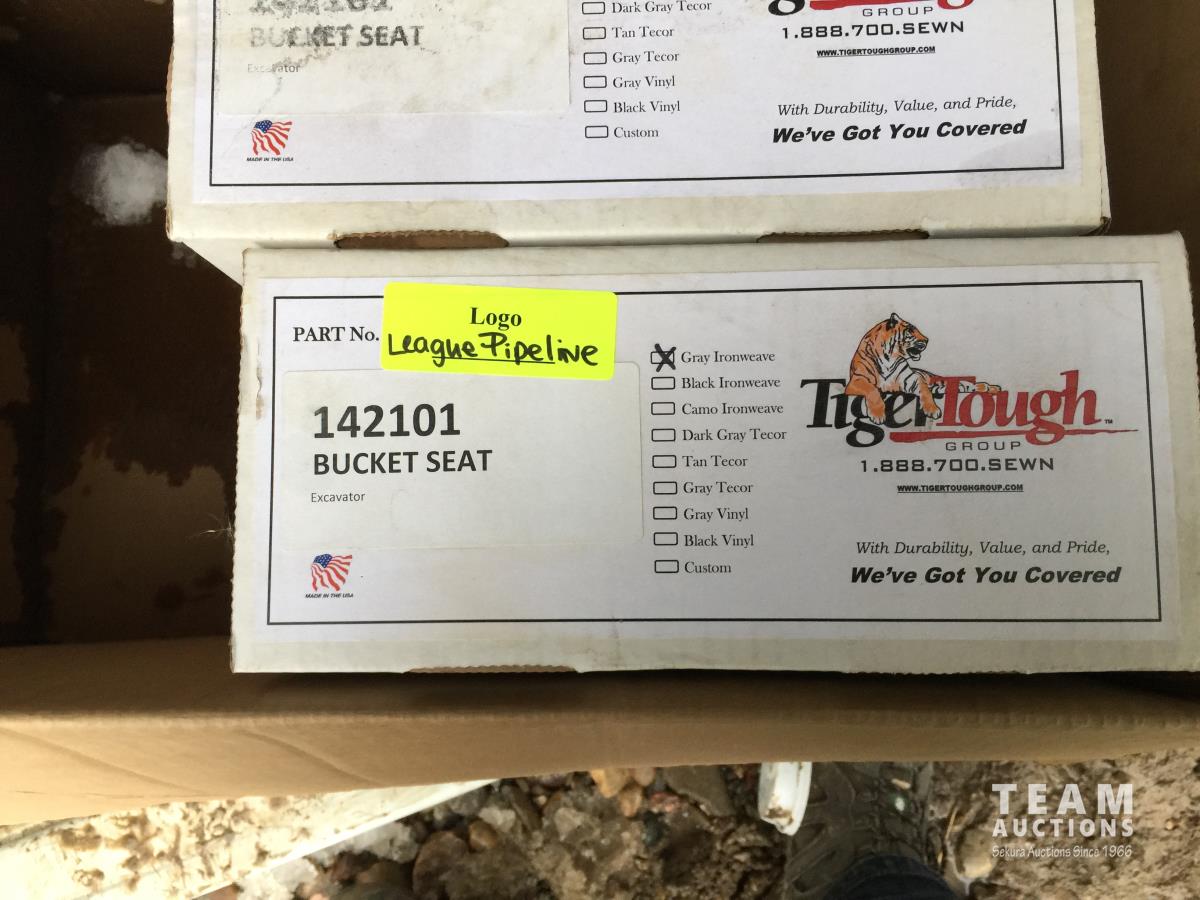 142101
BUCKET SEAT
Excavator
MADE IN THE USA
Dark Gray Tecor
Tan Tecor
Gray Tecor
Gray Vinyl
Black Vinyl
Custom
GROUP
1.888.700.SEWN
WWW.TIGERTOUGHGROUP.COM
With Durability, Value, and Pride,
We've Got You Covered
PART No.
Logo
League Pipeline
142101
BUCKET SEAT
Excavator
MADE IN THE USA
X Gray Ironweave
Black Ironweave
Camo Ironweave
Dark Gray Tecor
Tan Tecor
Gray Tecor
Gray Vinyl
Black Vinyl
Custom
TigerTough™
GROUP
1.888.700.SEWN
WWW.TIGERTOUGHGROUP.COM
With Durability, Value, and Pride,
We've Got You Covered
TEAM
AUCTIONS
Sekura Auctions Since 1966